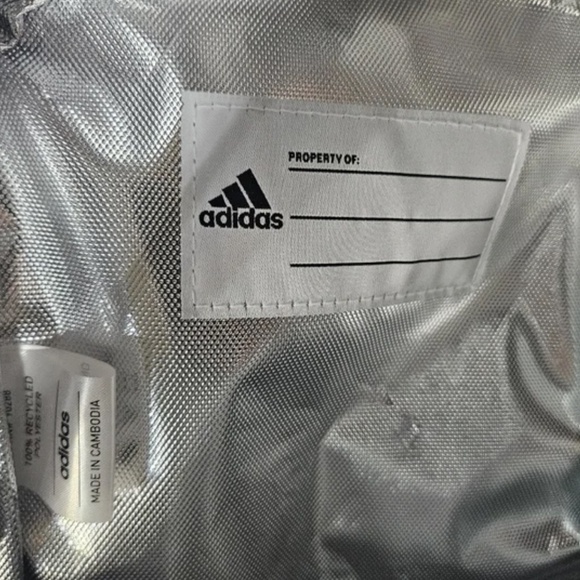 PROPERTY OF:
adidas
100% RECYCLED
POLYESTER
adidas
MADE IN CAMBODIA